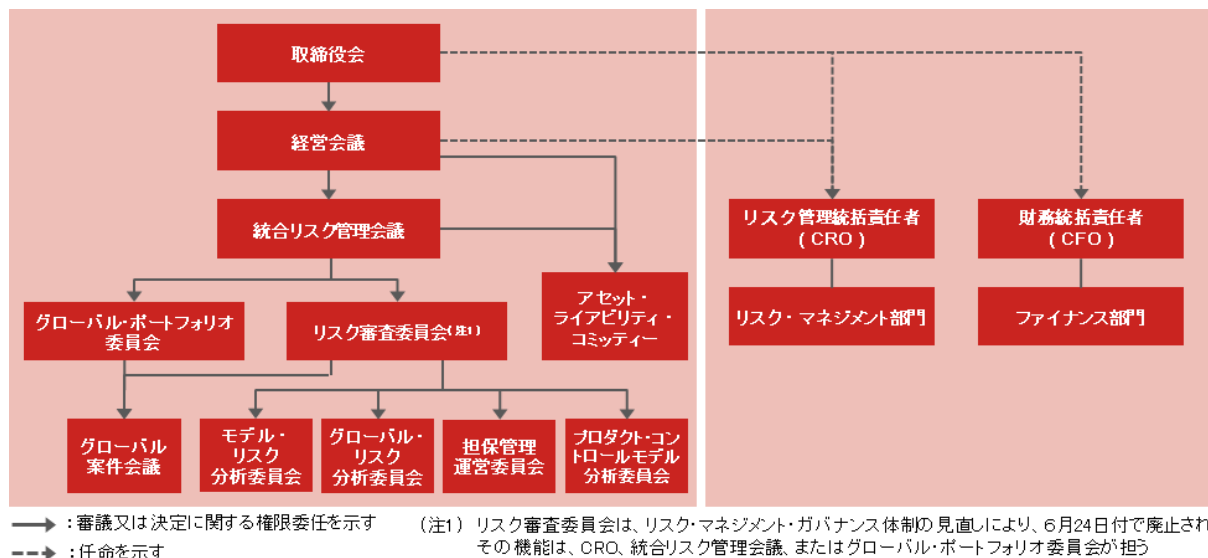 取締役会
経営会議
統合リスク管理会議
グローバル・ポートフォリオ
委員会
リスク審査委員会(注1)
アセット・
ライアビリティ・
コミッティー
グローバル
案件会議
モデル・
リスク
分析委員会
グローバル・
リスク
分析委員会
担保管理
運営委員会
プロダクト・コン
トロールモデル
分析委員会
リスク管理統括責任者
(CRO)
財務統括責任者
(CFO)
リスク・マネジメント部門
ファイナンス部門
:審議又は決定に関する権限委任を示す
:任命を示す
(注1) リスク審査委員会は、リスク・マネジメント・ガバナンス体制の見直しにより、6月24日付で廃止され
その機能は、CRO、統合リスク管理会議、またはグローバル・ポートフォリオ委員会が担う